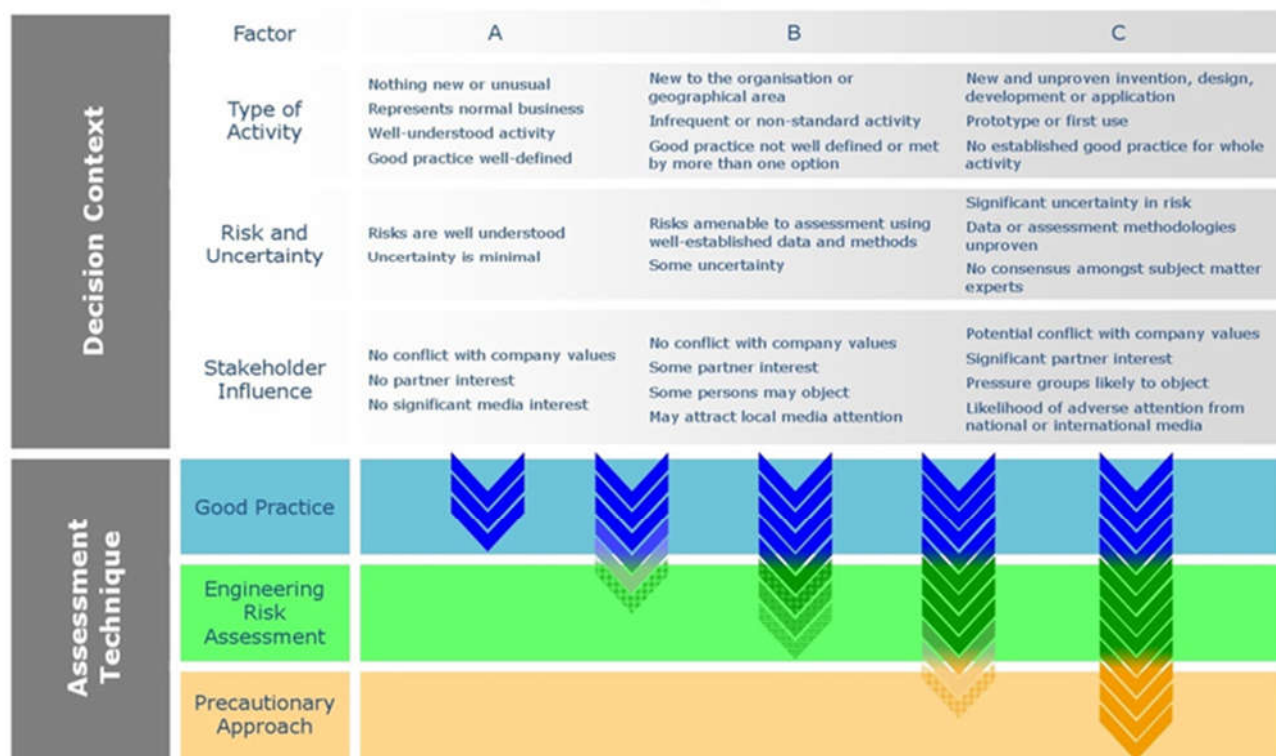 Decision Context
Factor
A
B
C
Type of
Activity
Nothing new or unusual
Represents normal business
Well-understood activity
Good practice well-defined
New to the organisation or
geographical area
Infrequent or non-standard activity
Good practice not well defined or met
by more than one option
New and unproven invention, design,
development or application
Prototype or first use
No established good practice for whole
activity
Risk and
Uncertainty
Risks are well understood
Uncertainty is minimal
Risks amenable to assessment using
well-established data and methods
Some uncertainty
Significant uncertainty in risk
Data or assessment methodologies
unproven
No consensus amongst subject matter
experts
Stakeholder
Influence
No conflict with company values
No partner interest
No significant media interest
No conflict with company values
Some partner interest
Some persons may object
May attract local media attention
Potential conflict with company values
Significant partner interest
Pressure groups likely to object
Likelihood of adverse attention from
national or international media
Assessment
Technique
Good Practice
Engineering
Risk
Assessment
Precautionary
Approach